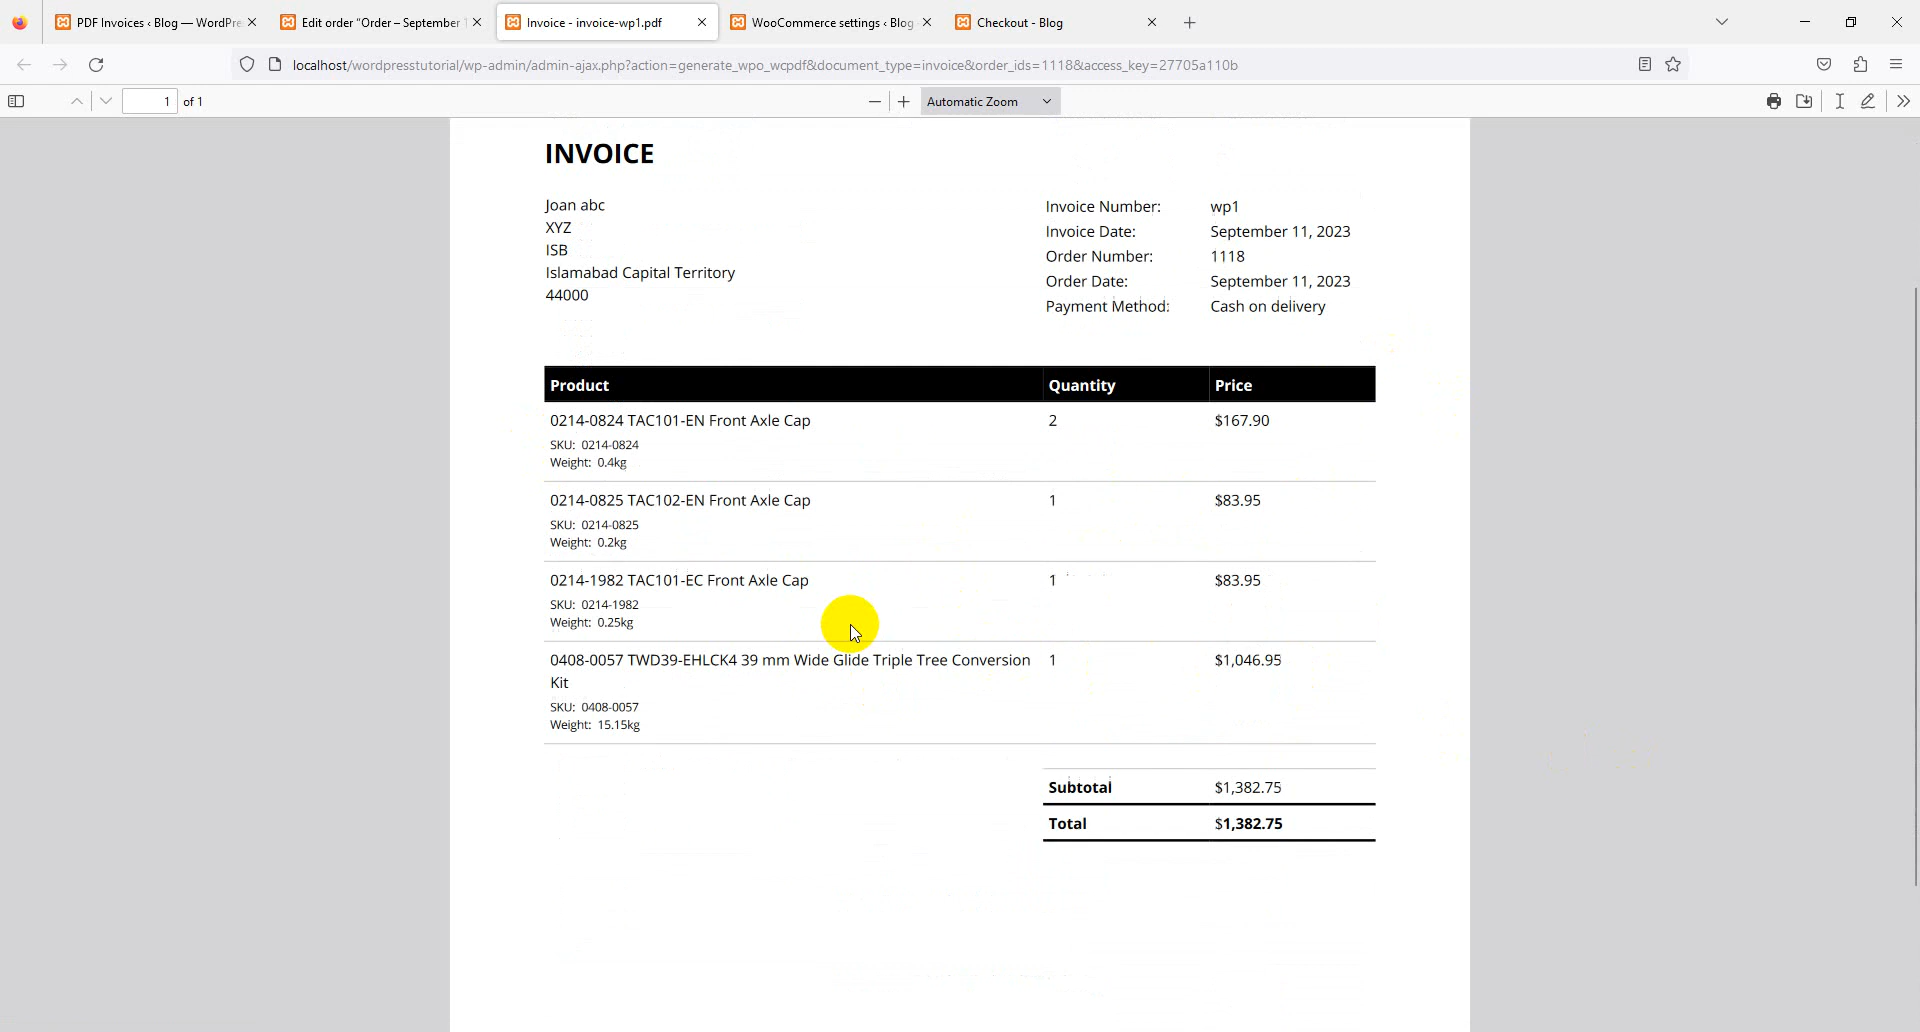 PDF Invoices ‹ Blog — WordPre
Edit order “Order – September 1
Invoice - invoice-wp1.pdf
WooCommerce settings ‹ Blog
Checkout - Blog
localhost/wordpresstutorial/wp-admin/admin-ajax.php?action=generate_wpo_wcpdf&document_type=invoice&order_ids=1118&access_key=27705a110b
1 of 1
Automatic Zoom
INVOICE
Joan abc
XYZ
ISB
Islamabad Capital Territory
44000
Invoice Number: wp1
Invoice Date: September 11, 2023
Order Number: 1118
Order Date: September 11, 2023
Payment Method: Cash on delivery
Product Quantity Price
0214-0824 TAC101-EN Front Axle Cap 2 $167.90
SKU: 0214-0824
Weight: 0.4kg
0214-0825 TAC102-EN Front Axle Cap 1 $83.95
SKU: 0214-0825
Weight: 0.2kg
0214-1982 TAC101-EC Front Axle Cap 1 $83.95
SKU: 0214-1982
Weight: 0.25kg
0408-0057 TWD39-EHLCK4 39 mm Wide Glide Triple Tree Conversion 1 $1,046.95
Kit
SKU: 0408-0057
Weight: 15.15kg
Subtotal $1,382.75
Total $1,382.75